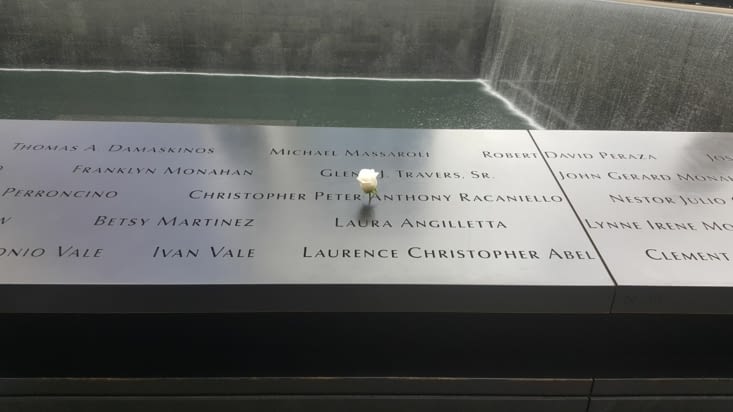 THOMAS A. DAMASKINOS MICHAEL MASSAROLI ROBERT DAVID PERAZA
FRANKLYN MONAHAN GLENN J. TRAVERS, SR. JOHN GERARD
PERRONCINO CHRISTOPHER PETER ANTHONY RACANIELLO NESTOR JULIO
BETSY MARTINEZ LAURA ANGILLETTA LYNNE IRENE
VALE IVAN VALE LAURENCE CHRISTOPHER ABEL CLEMENT